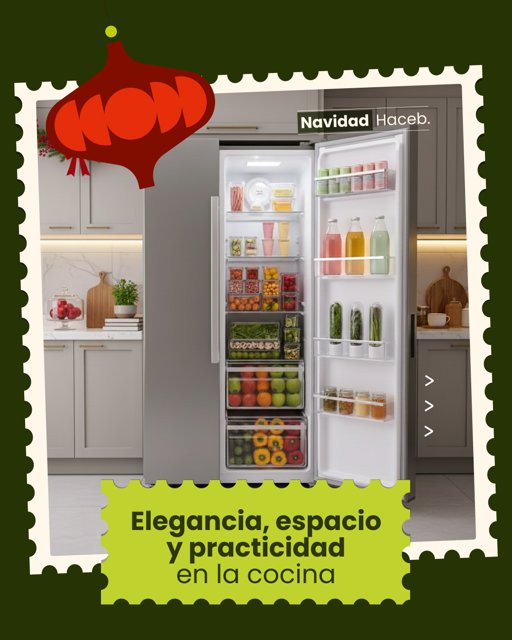 Navidad Haceb.
Elegancia, espacio
y practicidad
en la cocina